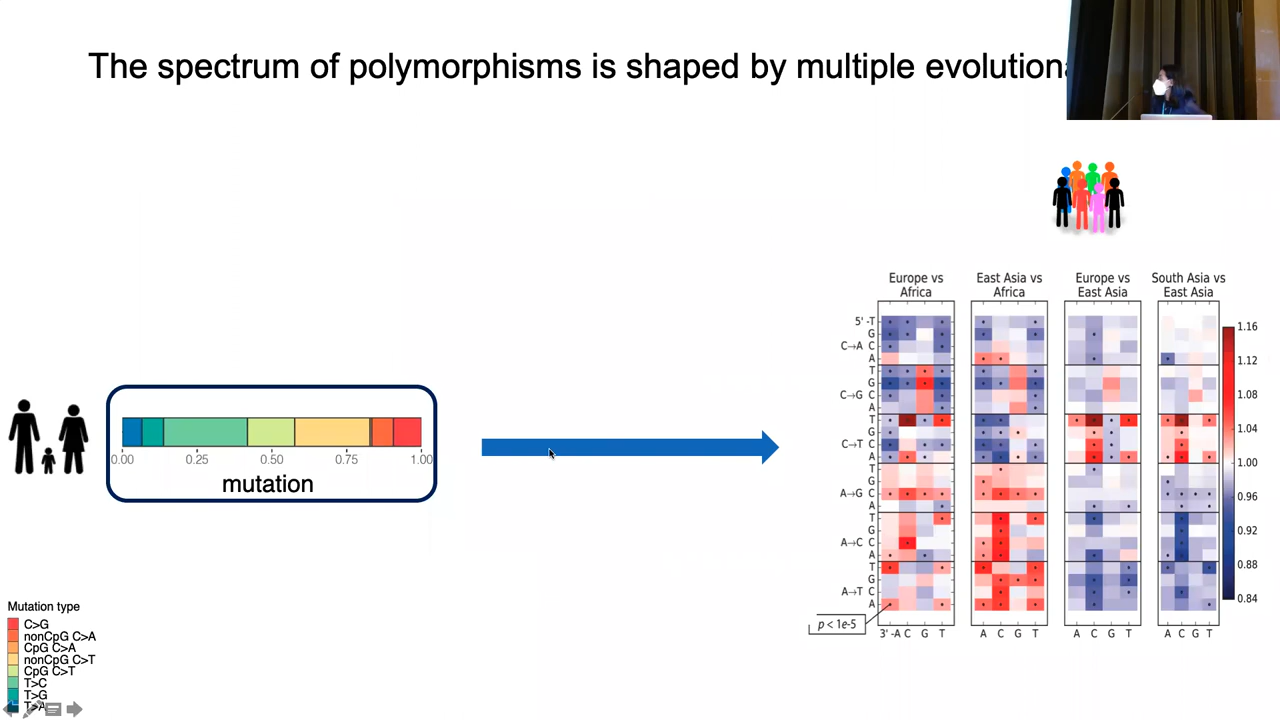 The spectrum of polymorphisms is shaped by multiple
Europe vs
Africa
East Asia vs
Africa
Europe vs
East Asia
South Asia vs
East Asia
5' -T
G
C→A C
A
T
G
C→G C
A
T
G
C→T C
A
T
G
A→G C
A
T
G
A→C C
A
T
G
A→T C
A
p < 1e-5
3' -A C G T
A C G T
A C G T
A C G T
1.16
1.12
1.08
1.04
1.00
0.96
0.92
0.88
0.84
0.00 0.25 0.50 0.75 1.00
mutation
Mutation type
C>G
nonCpG C>A
CpG C>A
nonCpG C>T
CpG C>T
T>C
T>G
T>A